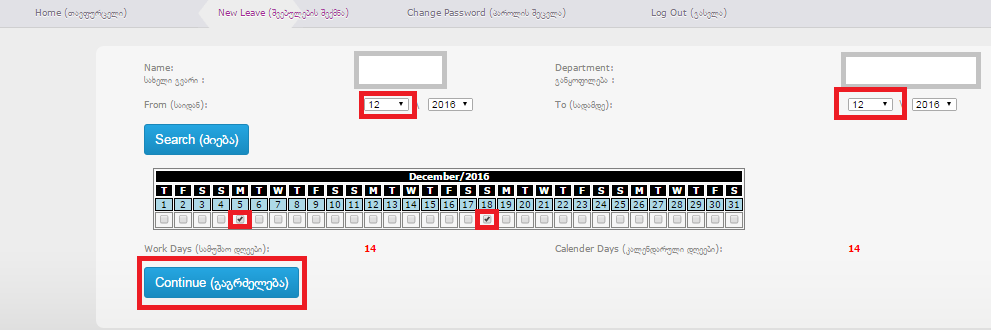 Home (თავფურცელი) New Leave (შვებულების შექმნა) Change Password (პაროლის შეცვლა) Log Out (გასვლა)
Name: Department:
სახელი გვარი : განყოფილება :
From (საიდან): 12 \ 2016 To (სადამდე): 12 \ 2016
Search (ძიება)
December/2016
T F S S M T W T F S S M T W T F S S M T W T F S S M T W T F S
1 2 3 4 5 6 7 8 9 10 11 12 13 14 15 16 17 18 19 20 21 22 23 24 25 26 27 28 29 30 31
Work Days (სამუშაო დღეები): 14 Calender Days (კალენდარული დღეები): 14
Continue (გაგრძელება)